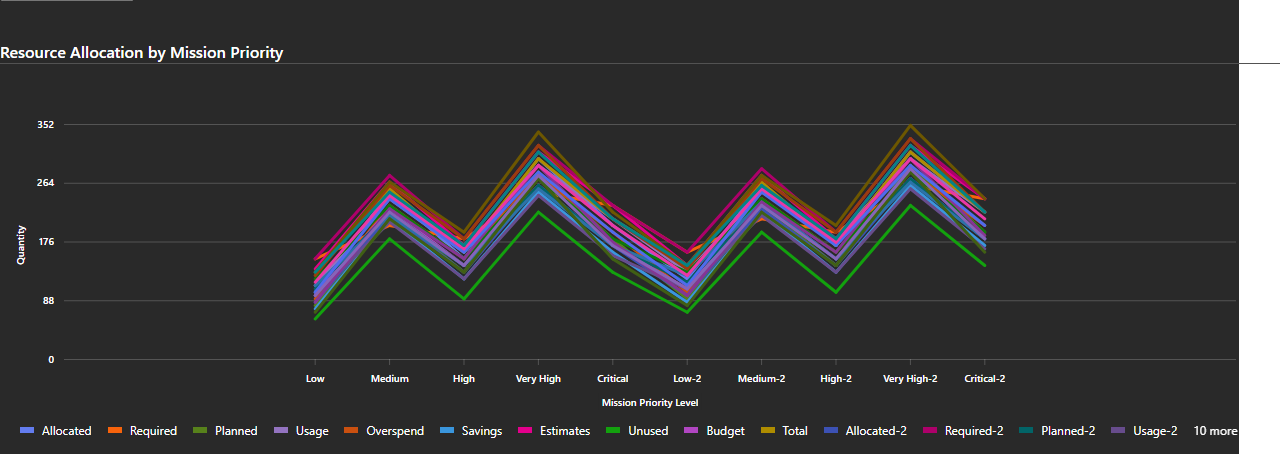 Resource Allocation by Mission Priority
352
264
176
88
0
Quantity
Low Medium High Very High Critical Low-2 Medium-2 High-2 Very High-2 Critical-2
Mission Priority Level
Allocated Required Planned Usage Overspend Savings Estimates Unused Budget Total Allocated-2 Required-2 Planned-2 Usage-2 10 more